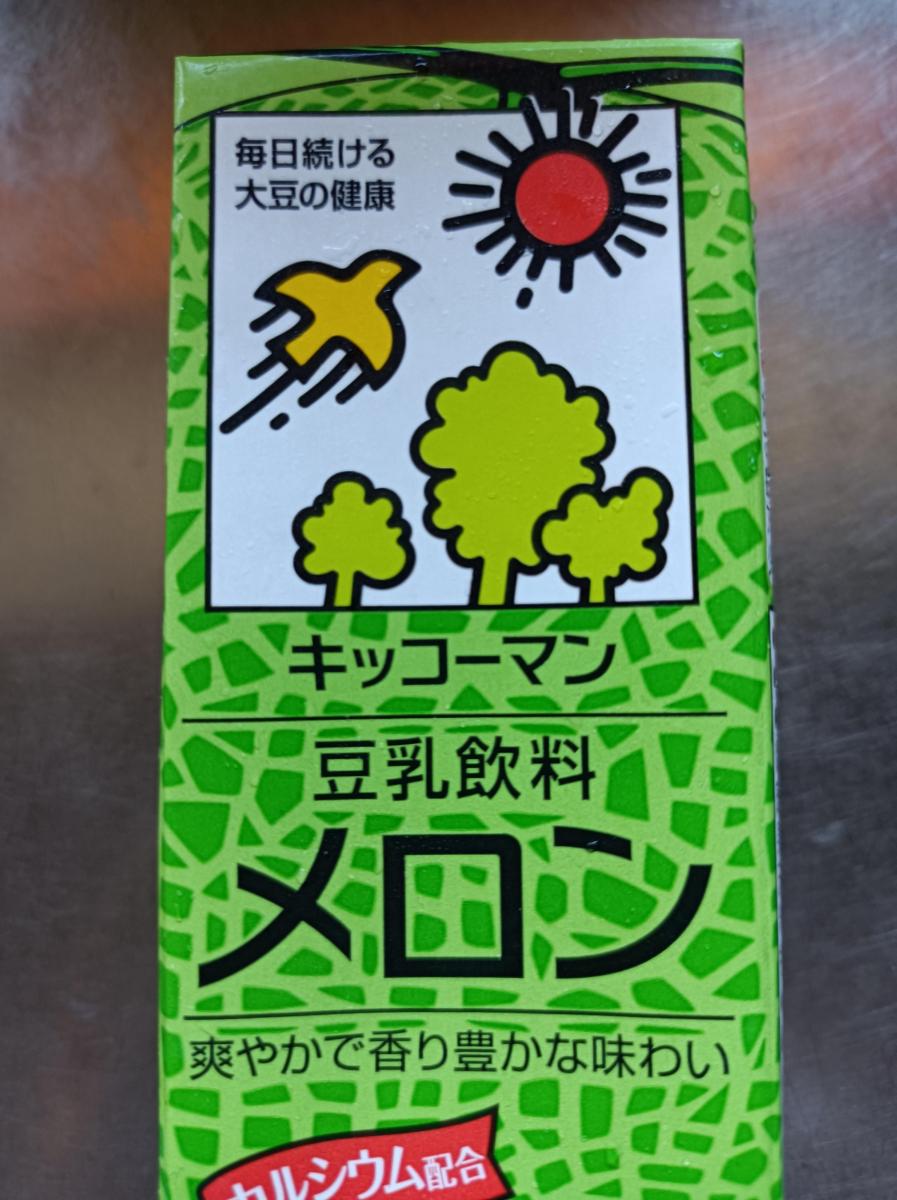 毎日続ける
大豆の健康
キッコーマン
豆乳飲料
メロン
爽やかで香り豊かな味わい
カルシウム配合